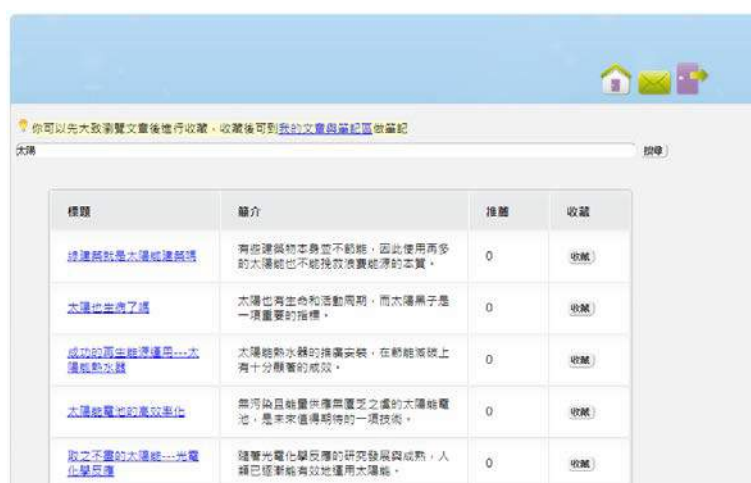 你可以先大致瀏覽文章後進行收藏，收藏後可到我的文章與筆記區做筆記
太陽 搜尋
標題 簡介 推薦 收藏
綠建築就是太陽能建築嗎
有些建築物本身並不節能，因此使用再多
的太陽能也不能挽救浪費能源的本質。
0 收藏
太陽也生病了嗎
太陽也有生命和活動周期，而太陽黑子是
一項重要的指標。
0 收藏
成功的再生能源運用---太
陽能熱水器
太陽能熱水器的推廣安裝，在節能減碳上
有十分顯著的成效。
0 收藏
太陽能電池的高效率化
無污染且能量供應無匱乏之虞的太陽能電
池，是未來值得期待的一項技術。
0 收藏
取之不盡的太陽能---光電
化學反應
隨著光電化學反應的研究發展與成熟，人
類已逐漸能有效地運用太陽能。
0 收藏